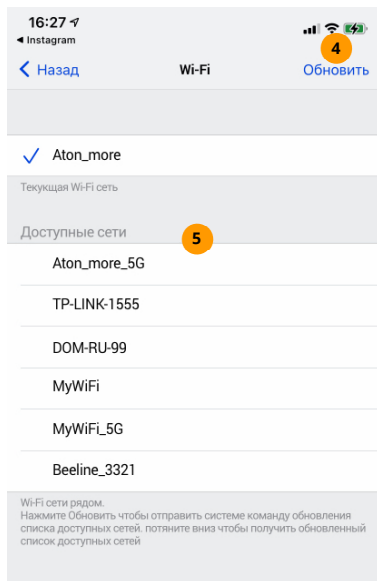 16:27
Instagram
4
Назад
Wi-Fi
Обновить
Aton_more
Текущая Wi-Fi сеть
Доступные сети
5
Aton_more_5G
TP-LINK-1555
DOM-RU-99
MyWiFi
MyWiFi_5G
Beeline_3321
Wi-Fi сети рядом.
Нажмите Обновить чтобы отправить системе команду обновления
списка доступных сетей. потяните вниз чтобы получить обновленный
список доступных сетей